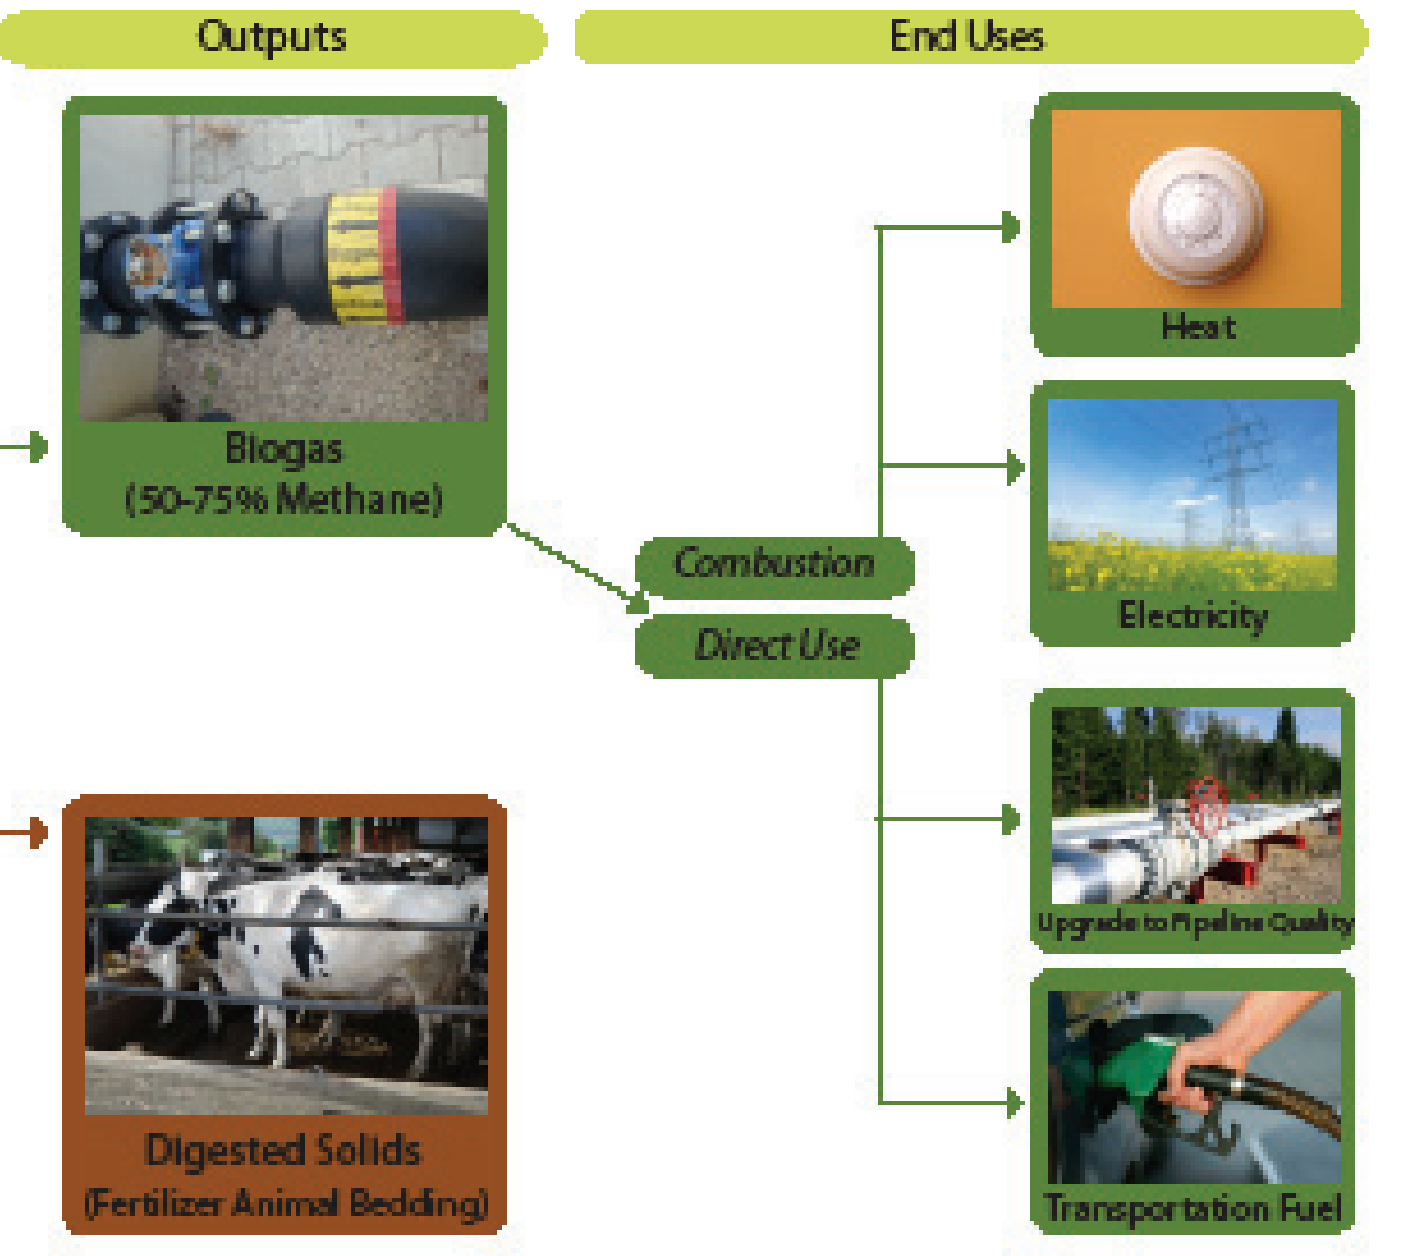 Outputs
End Uses
Biogas
(50-75% Methane)
Combustion
Direct Use
Heat
Electricity
Upgrade to Pipeline Quality
Transportation Fuel
Digested Solids
(Fertilizer Animal Bedding)